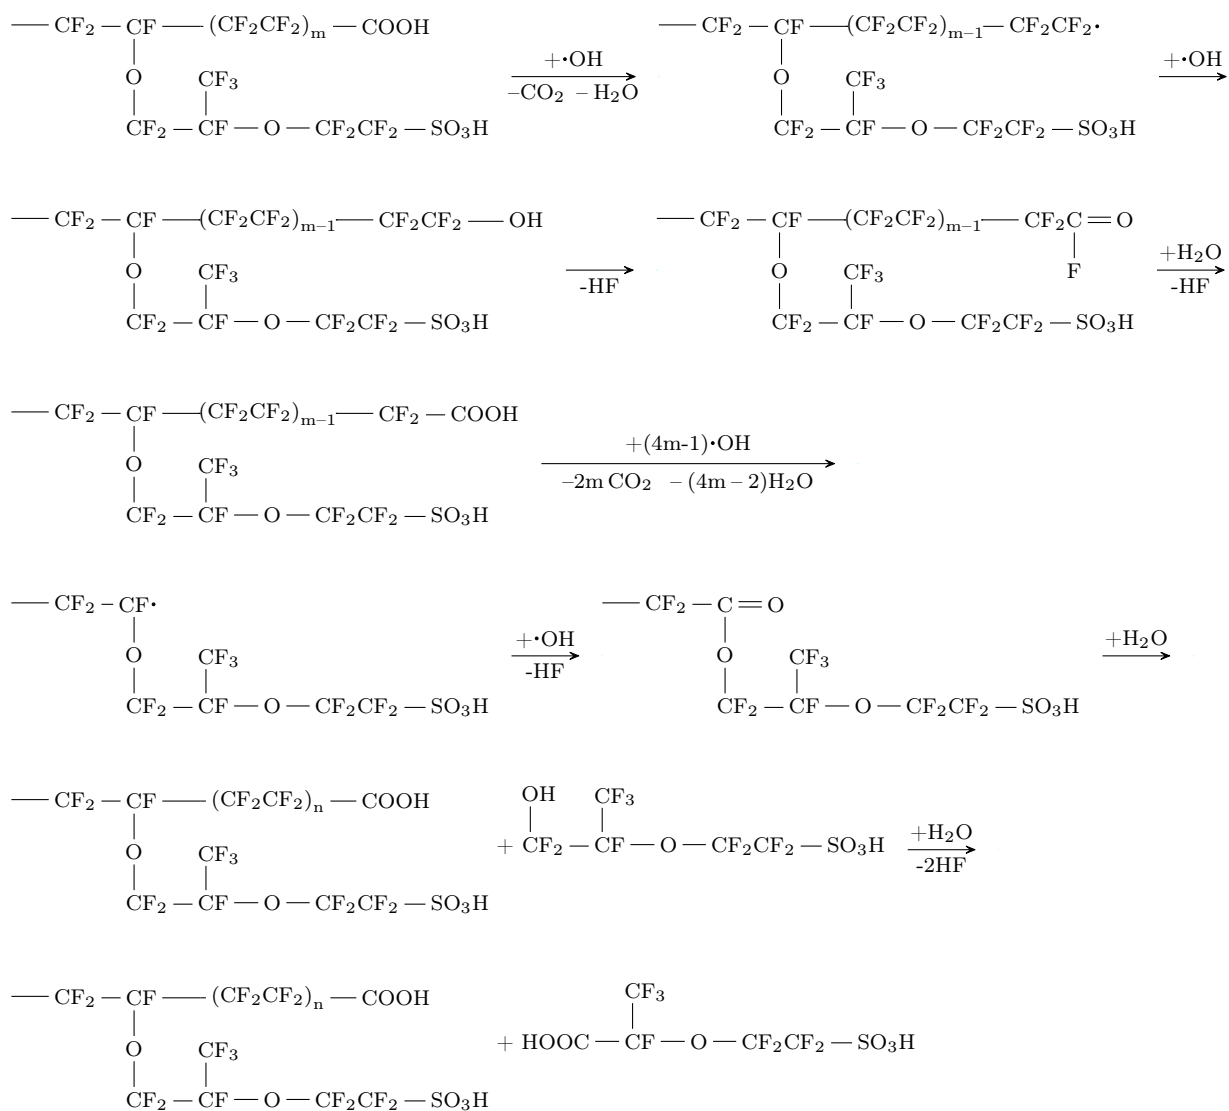 CF₂ – CF — (CF₂CF₂)ₘ — COOH
CF₂ – CF — (CF₂CF₂)ₘ₋₁ — CF₂CF₂·
+·OH
–CO₂ – H₂O
+·OH
O CF₃
O CF₃
CF₂ — CF — O — CF₂CF₂ — SO₃H
CF₂ — CF — O — CF₂CF₂ — SO₃H
CF₂ – CF — (CF₂CF₂)ₘ₋₁ — CF₂CF₂ — OH
CF₂ – CF — (CF₂CF₂)ₘ₋₁ — CF₂C=O
-HF
+H₂O
-HF
O CF₃
O CF₃ F
CF₂ — CF — O — CF₂CF₂ — SO₃H
CF₂ — CF — O — CF₂CF₂ — SO₃H
CF₂ – CF — (CF₂CF₂)ₘ₋₁ — CF₂ – COOH
+(4m-1)·OH
–2m CO₂ – (4m – 2)H₂O
O CF₃
CF₂ — CF — O — CF₂CF₂ — SO₃H
CF₂ – CF·
CF₂ – C=O
+·OH
-HF
+H₂O
O CF₃
O CF₃
CF₂ — CF — O — CF₂CF₂ — SO₃H
CF₂ — CF — O — CF₂CF₂ — SO₃H
CF₂ – CF — (CF₂CF₂)ₙ — COOH
OH CF₃
O CF₃
+ CF₂ — CF — O — CF₂CF₂ — SO₃H
+H₂O
-2HF
CF₂ — CF — O — CF₂CF₂ — SO₃H
CF₂ – CF — (CF₂CF₂)ₙ — COOH
CF₃
O CF₃
+ HOOC — CF — O — CF₂CF₂ — SO₃H
CF₂ — CF — O — CF₂CF₂ — SO₃H